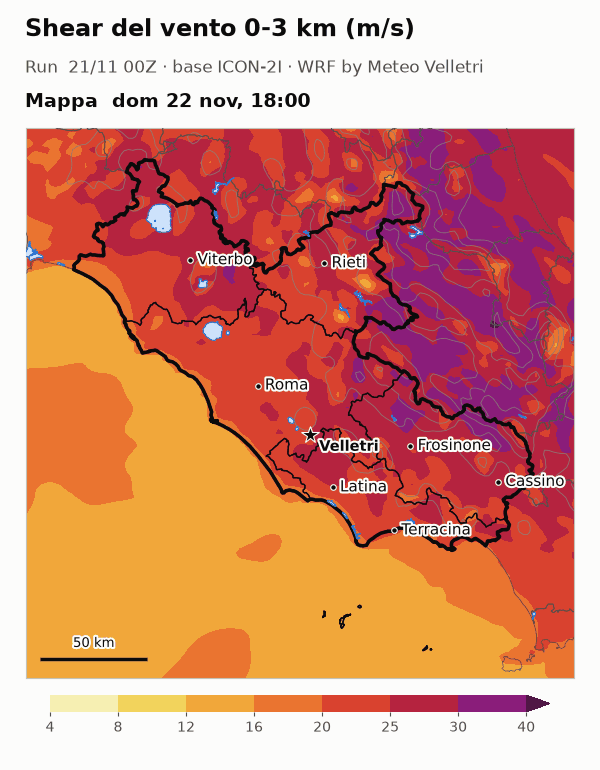 Shear del vento 0-3 km (m/s)
Run  21/11 00Z · base ICON-2I · WRF by Meteo Velletri
Mappa  dom 22 nov, 18:00
Viterbo
Rieti
Roma
Velletri
Frosinone
Latina
Cassino
Terracina
50 km
4 8 12 16 20 25 30 40